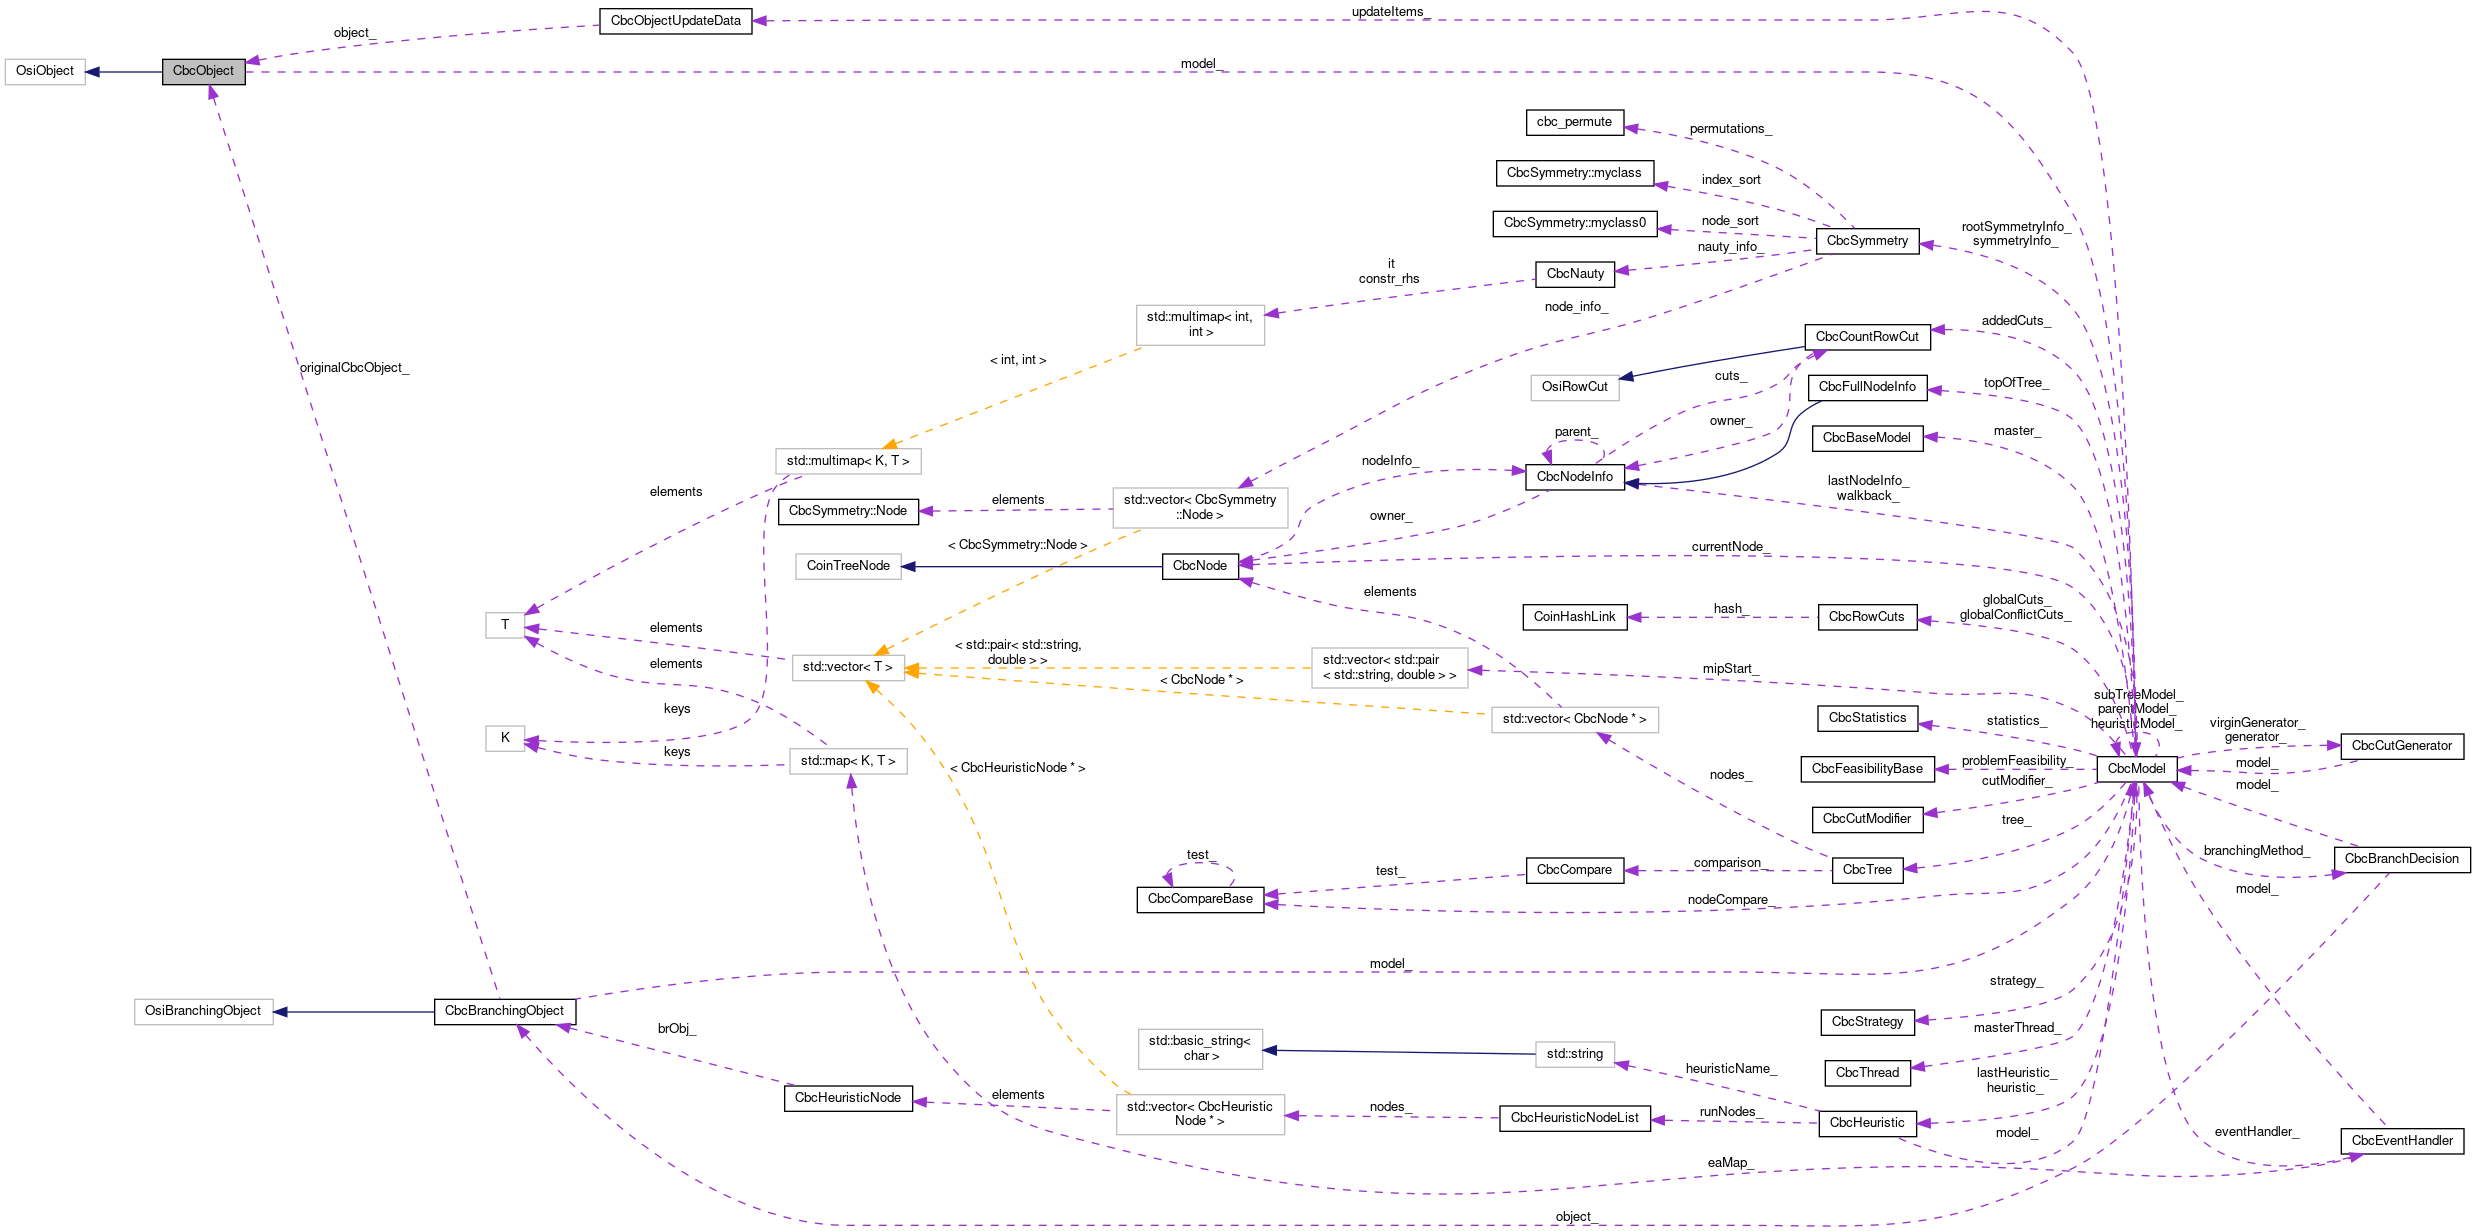 updateItems_
CbcObjectUpdateData
object_
OsiObject
CbcObject
model_
cbc_permute
permutations_
CbcSymmetry::myclass
index_sort
CbcSymmetry::myclass0
node_sort
CbcSymmetry
rootSymmetryInfo_
symmetryInfo_
nauty_info_
it
constr_rhs
CbcNauty
std::multimap< int,
int >
node_info_
CbcCountRowCut
addedCuts_
< int, int >
originalCbcObject_
OsiRowCut
cuts_
CbcFullNodeInfo
topOfTree_
owner_
parent_
CbcBaseModel
master_
std::multimap< K, T >
nodeInfo_
CbcNodeInfo
elements
lastNodeInfo_
walkback_
CbcSymmetry::Node
elements
std::vector< CbcSymmetry
::Node >
owner_
< CbcSymmetry::Node >
currentNode_
CoinTreeNode
CbcNode
elements
globalCuts_
globalConflictCuts_
T
elements
CoinHashLink
hash_
CbcRowCuts
std::vector< T >
< std::pair< std::string,
double > >
std::vector< std::pair
< std::string, double > >
mipStart_
elements
< CbcNode * >
subTreeModel_
parentModel_
heuristicModel_
keys
std::vector< CbcNode * >
CbcStatistics
statistics_
virginGenerator_
generator_
K
keys
CbcCutGenerator
std::map< K, T >
< CbcHeuristicNode * >
CbcFeasibilityBase
problemFeasibility_
CbcModel
model_
nodes_
cutModifier_
model_
CbcCutModifier
tree_
test_
CbcCompare
comparison_
CbcTree
branchingMethod_
CbcBranchDecision
test_
CbcCompareBase
nodeCompare_
model_
model_
strategy_
OsiBranchingObject
CbcBranchingObject
CbcStrategy
brObj_
std::basic_string<
char >
std::string
masterThread_
heuristicName_
CbcThread
lastHeuristic_
heuristic_
CbcHeuristicNode
elements
std::vector< CbcHeuristic
Node * >
nodes_
CbcHeuristicNodeList
runNodes_
CbcHeuristic
model_
eventHandler_
CbcEventHandler
eaMap_
object_